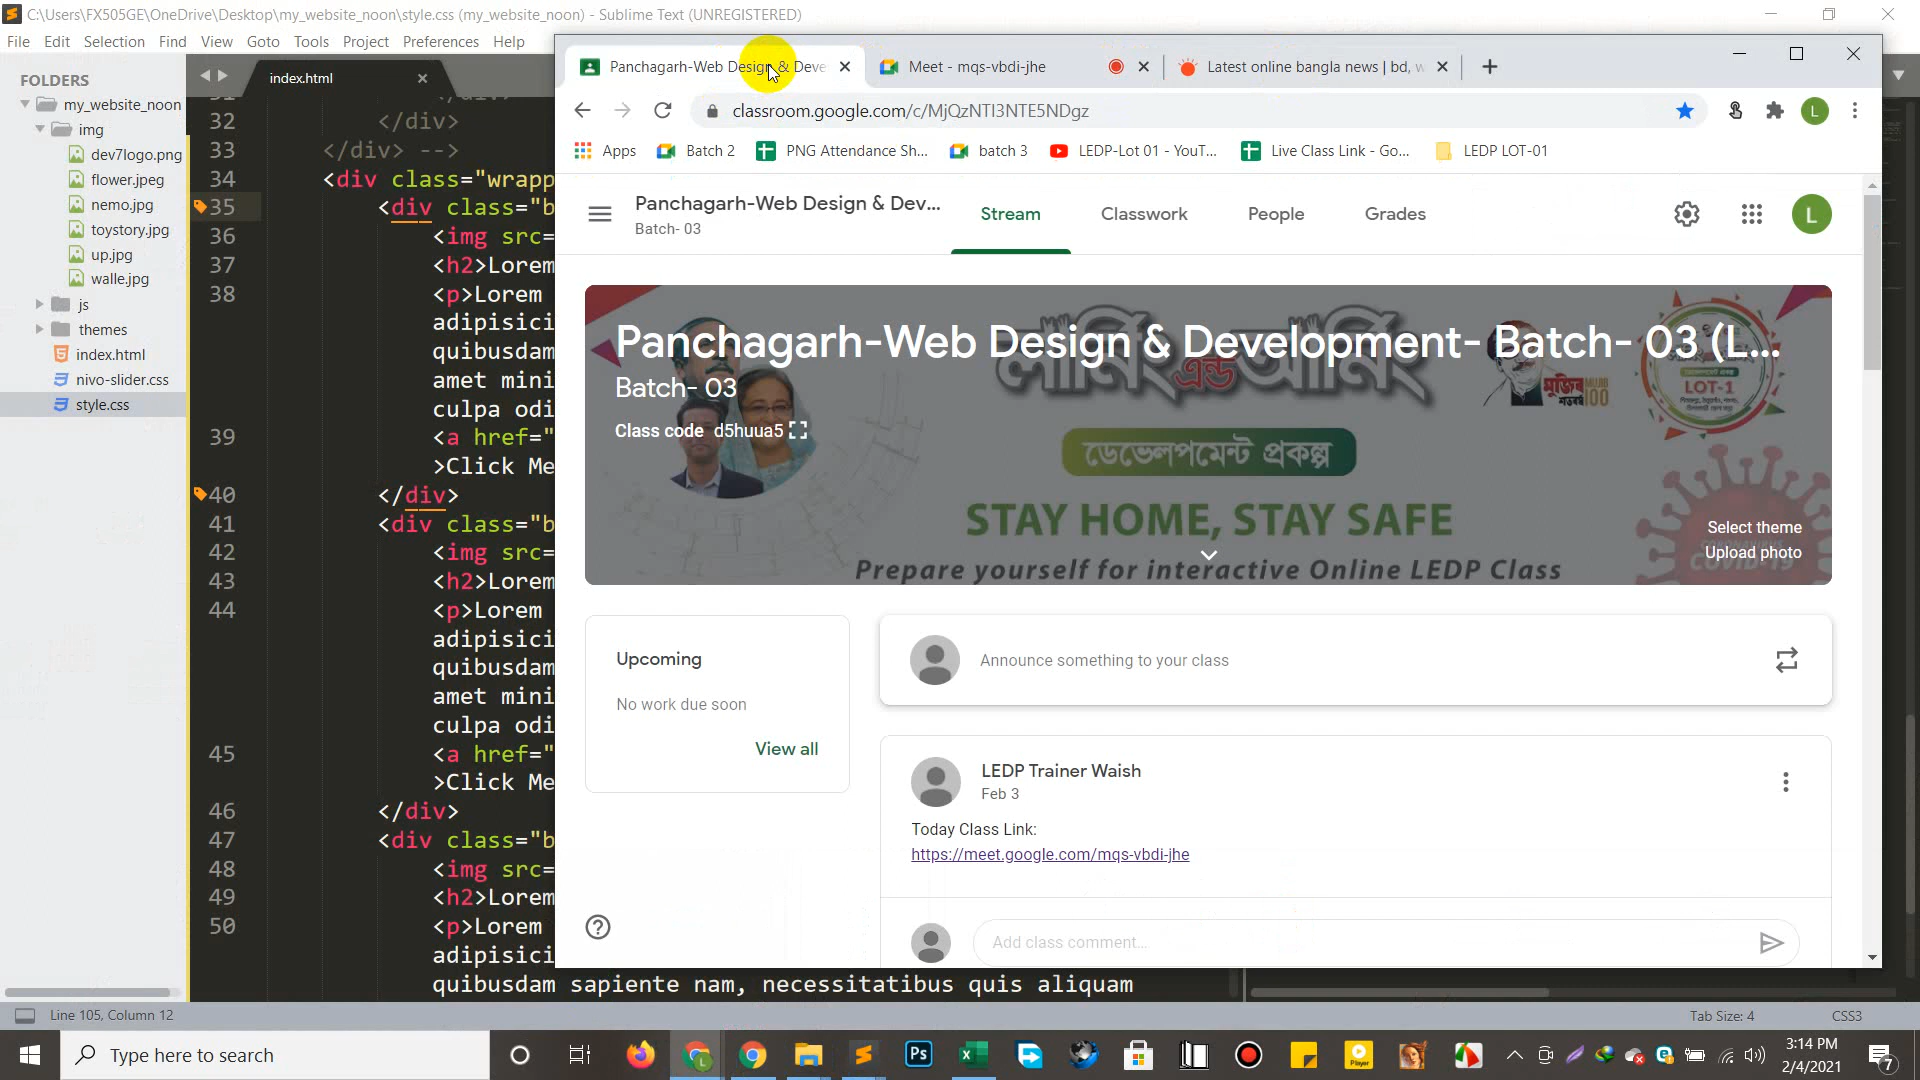 C:\Users\FX505GE\OneDrive\Desktop\my_website_noon\style.css (my_website_noon) - Sublime Text (UNREGISTERED)
File Edit Selection Find View Goto Tools Project Preferences Help
FOLDERS
my_website_noon
img
dev7logo.png
flower.jpeg
nemo.jpg
toystory.jpg
up.jpg
walle.jpg
js
themes
index.html
nivo-slider.css
style.css
index.html
32 </div>
33 </div> -->
34 <div class="wrapp
35 <div class="b
36 <img src=
37 <h2>Lorem
38 <p>Lorem
adipisici
quibusdam
amet mini
culpa odi
39 <a href="
>Click Me
40 </div>
41 <div class="b
42 <img src=
43 <h2>Lorem
44 <p>Lorem
adipisici
quibusdam
amet mini
culpa odi
45 <a href="
>Click Me
46 </div>
47 <div class="b
48 <img src=
49 <h2>Lorem
50 <p>Lorem
adipisici
quibusdam sapiente nam, necessitatibus quis aliquam
Panchagarh-Web Design & Deve
Meet - mqs-vbdi-jhe
Latest online bangla news | bd, w
classroom.google.com/c/MjQzNTI3NTE5NDgz
L
Apps Batch 2 PNG Attendance Sh... batch 3 LEDP-Lot 01 - YouT... Live Class Link - Go... LEDP LOT-01
Panchagarh-Web Design & Dev...
Batch- 03
Stream Classwork People Grades
L
Panchagarh-Web Design & Development- Batch- 03 (L...
Batch- 03
Class code d5huua5
লার্নিং এন্ড আর্নিং
ডেভেলপমেন্ট প্রকল্প
মুজিব শতবর্ষ 100
LOT-1
STAY HOME, STAY SAFE
Prepare yourself for interactive Online LEDP Class
CORONAVIRUS
COVID-19
Select theme
Upload photo
Upcoming
No work due soon
View all
Announce something to your class
LEDP Trainer Waish
Feb 3
Today Class Link:
https://meet.google.com/mqs-vbdi-jhe
Add class comment...
Line 105, Column 12
Tab Size: 4
CSS3
Type here to search
Ps
Player
3:14 PM
2/4/2021
7